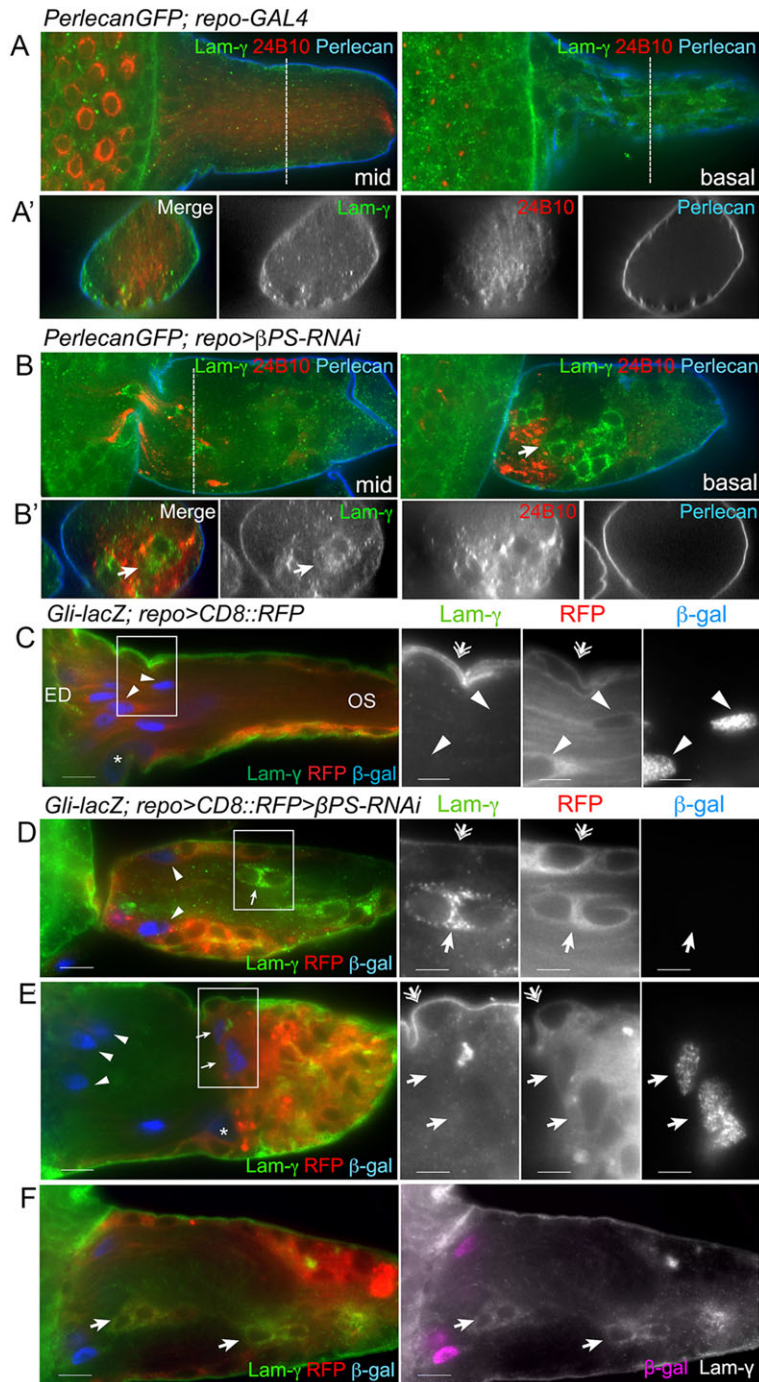 PerlecanGFP; repo-GAL4
A
Lam-γ 24B10 Perlecan
mid
Lam-γ 24B10 Perlecan
basal
A'
Merge
Lam-γ
24B10
Perlecan
PerlecanGFP; repo>βPS-RNAi
B
Lam-γ 24B10 Perlecan
mid
Lam-γ 24B10 Perlecan
basal
B'
Merge
Lam-γ
24B10
Perlecan
Gli-lacZ; repo>CD8::RFP
Lam-γ
RFP
β-gal
C
ED
OS
*
Lam-γ RFP β-gal
Gli-lacZ; repo>CD8::RFP>βPS-RNAi
Lam-γ
RFP
β-gal
D
Lam-γ RFP β-gal
E
*
Lam-γ RFP β-gal
F
Lam-γ RFP β-gal
β-gal Lam-γ